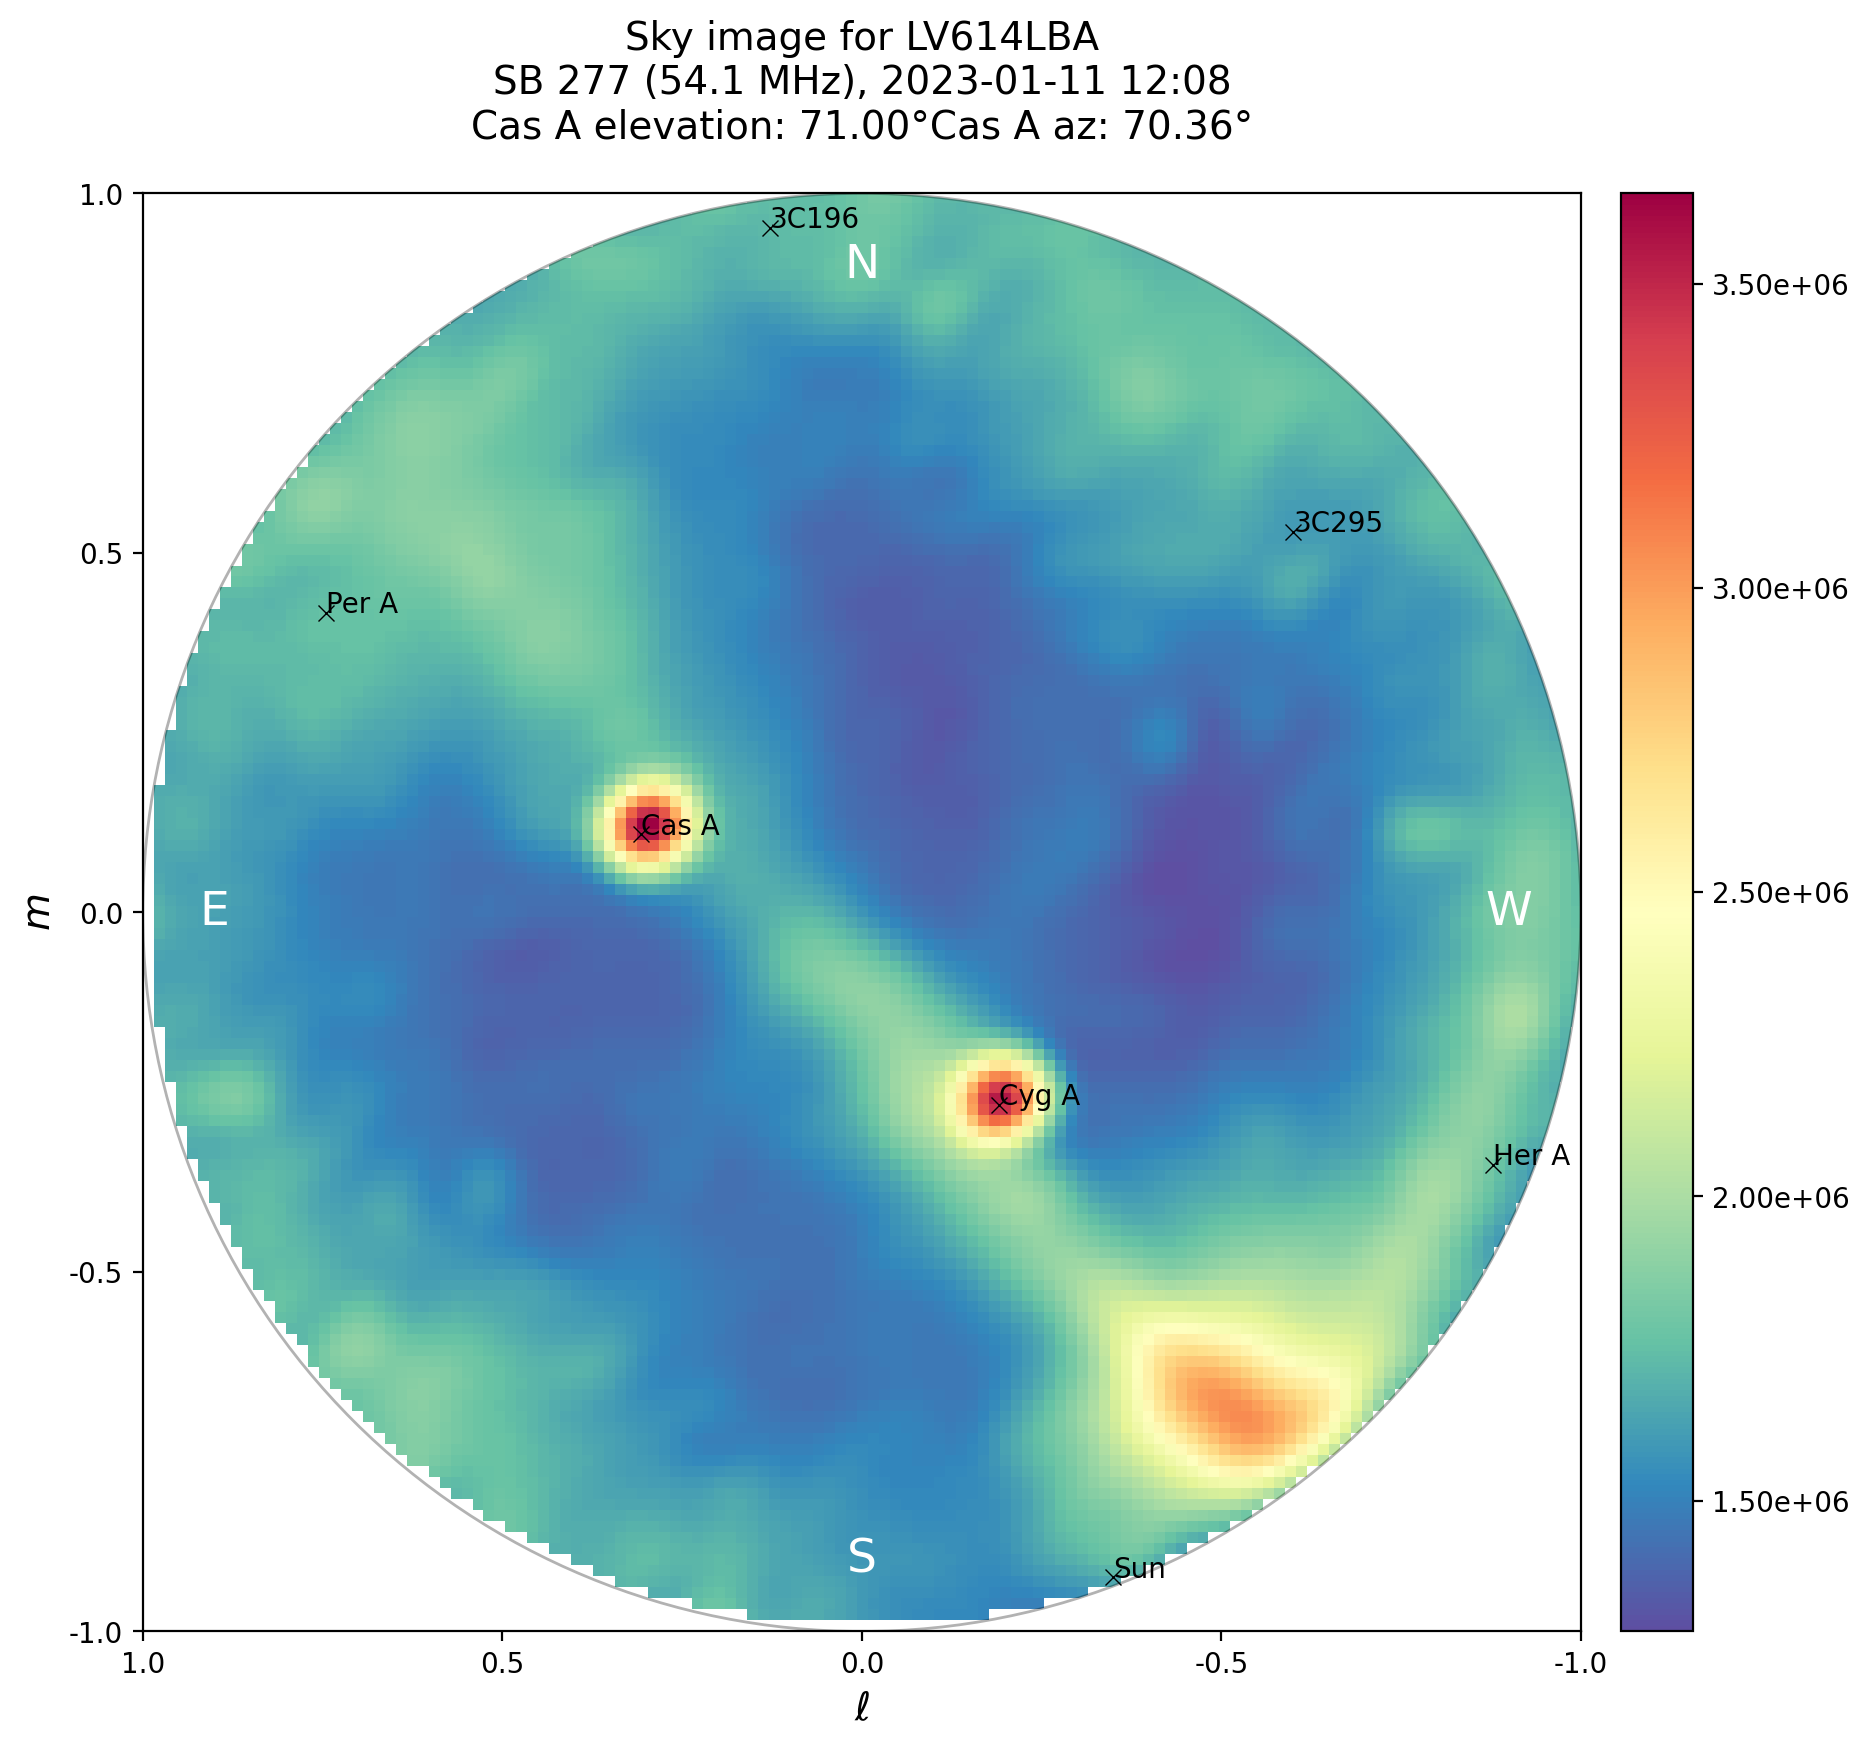 Sky image for LV614LBA
SB 277 (54.1 MHz), 2023-01-11 12:08
Cas A elevation: 71.00°Cas A az: 70.36°
1.0
0.5
0.0
-0.5
-1.0
m
3C196
N
3C295
Per A
Cas A
E
W
Cyg A
Her A
S
Sun
1.0
0.5
0.0
-0.5
-1.0
ℓ
3.50e+06
3.00e+06
2.50e+06
2.00e+06
1.50e+06